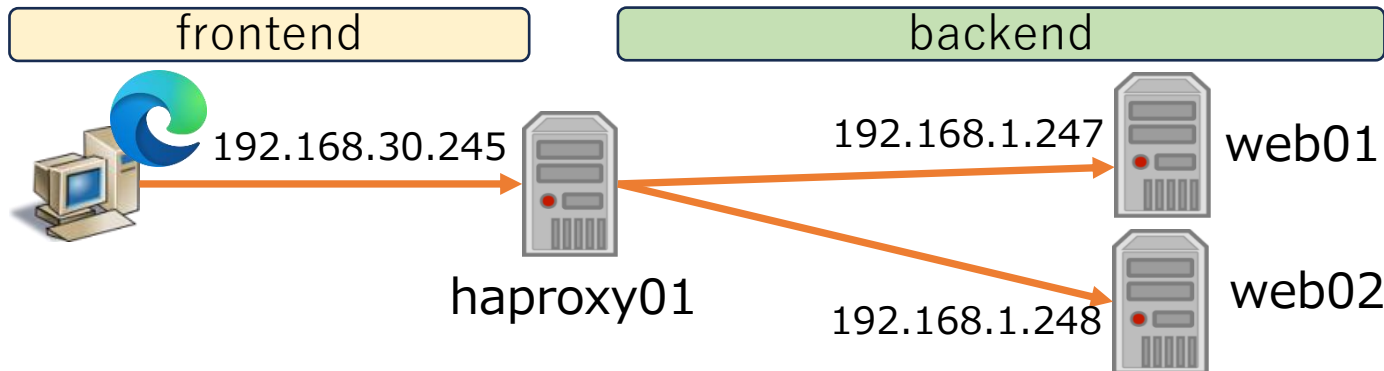 frontend
backend
192.168.30.245
192.168.1.247
web01
haproxy01
192.168.1.248
web02